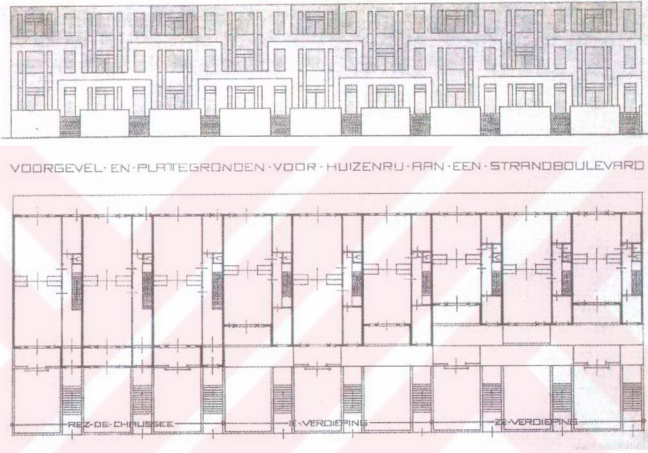 VOORGEVEL·EN·PLATTEGRONDEN·VOOR·HUIZENRIJ·AAN·EEN·STRANDBOULEVARD
REZ-DE-CHAUSSEE
1E·VERDIEPING
2E·VERDIEPING